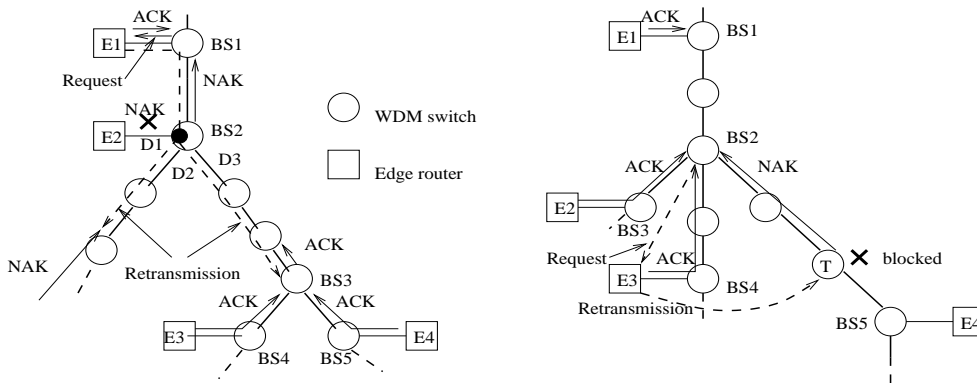 ACK
E1
BS1
Request
NAK
NAK
E2
D1
BS2
D2
D3
NAK
Retransmission
ACK
BS3
ACK
ACK
E3
BS4
BS5
E4
WDM switch
Edge router
ACK
E1
BS1
BS2
ACK
NAK
E2
BS3
Request
ACK
E3
BS4
T
blocked
Retransmission
BS5
E4